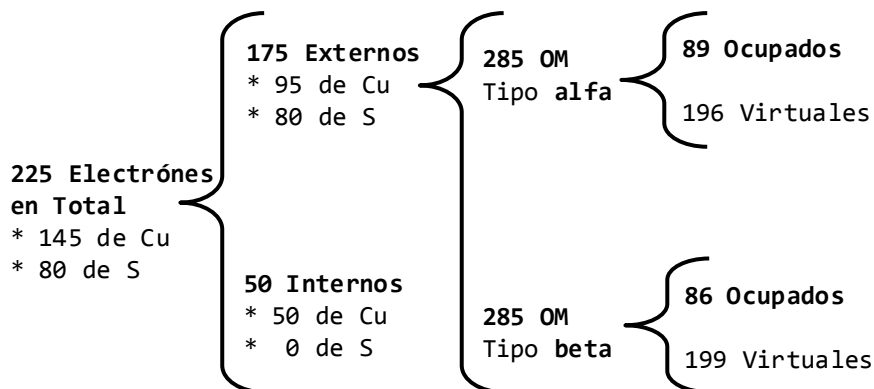 225 Electrónes
en Total
* 145 de Cu
* 80 de S
175 Externos
* 95 de Cu
* 80 de S
50 Internos
* 50 de Cu
* 0 de S
285 OM
Tipo alfa
285 OM
Tipo beta
89 Ocupados
196 Virtuales
86 Ocupados
199 Virtuales